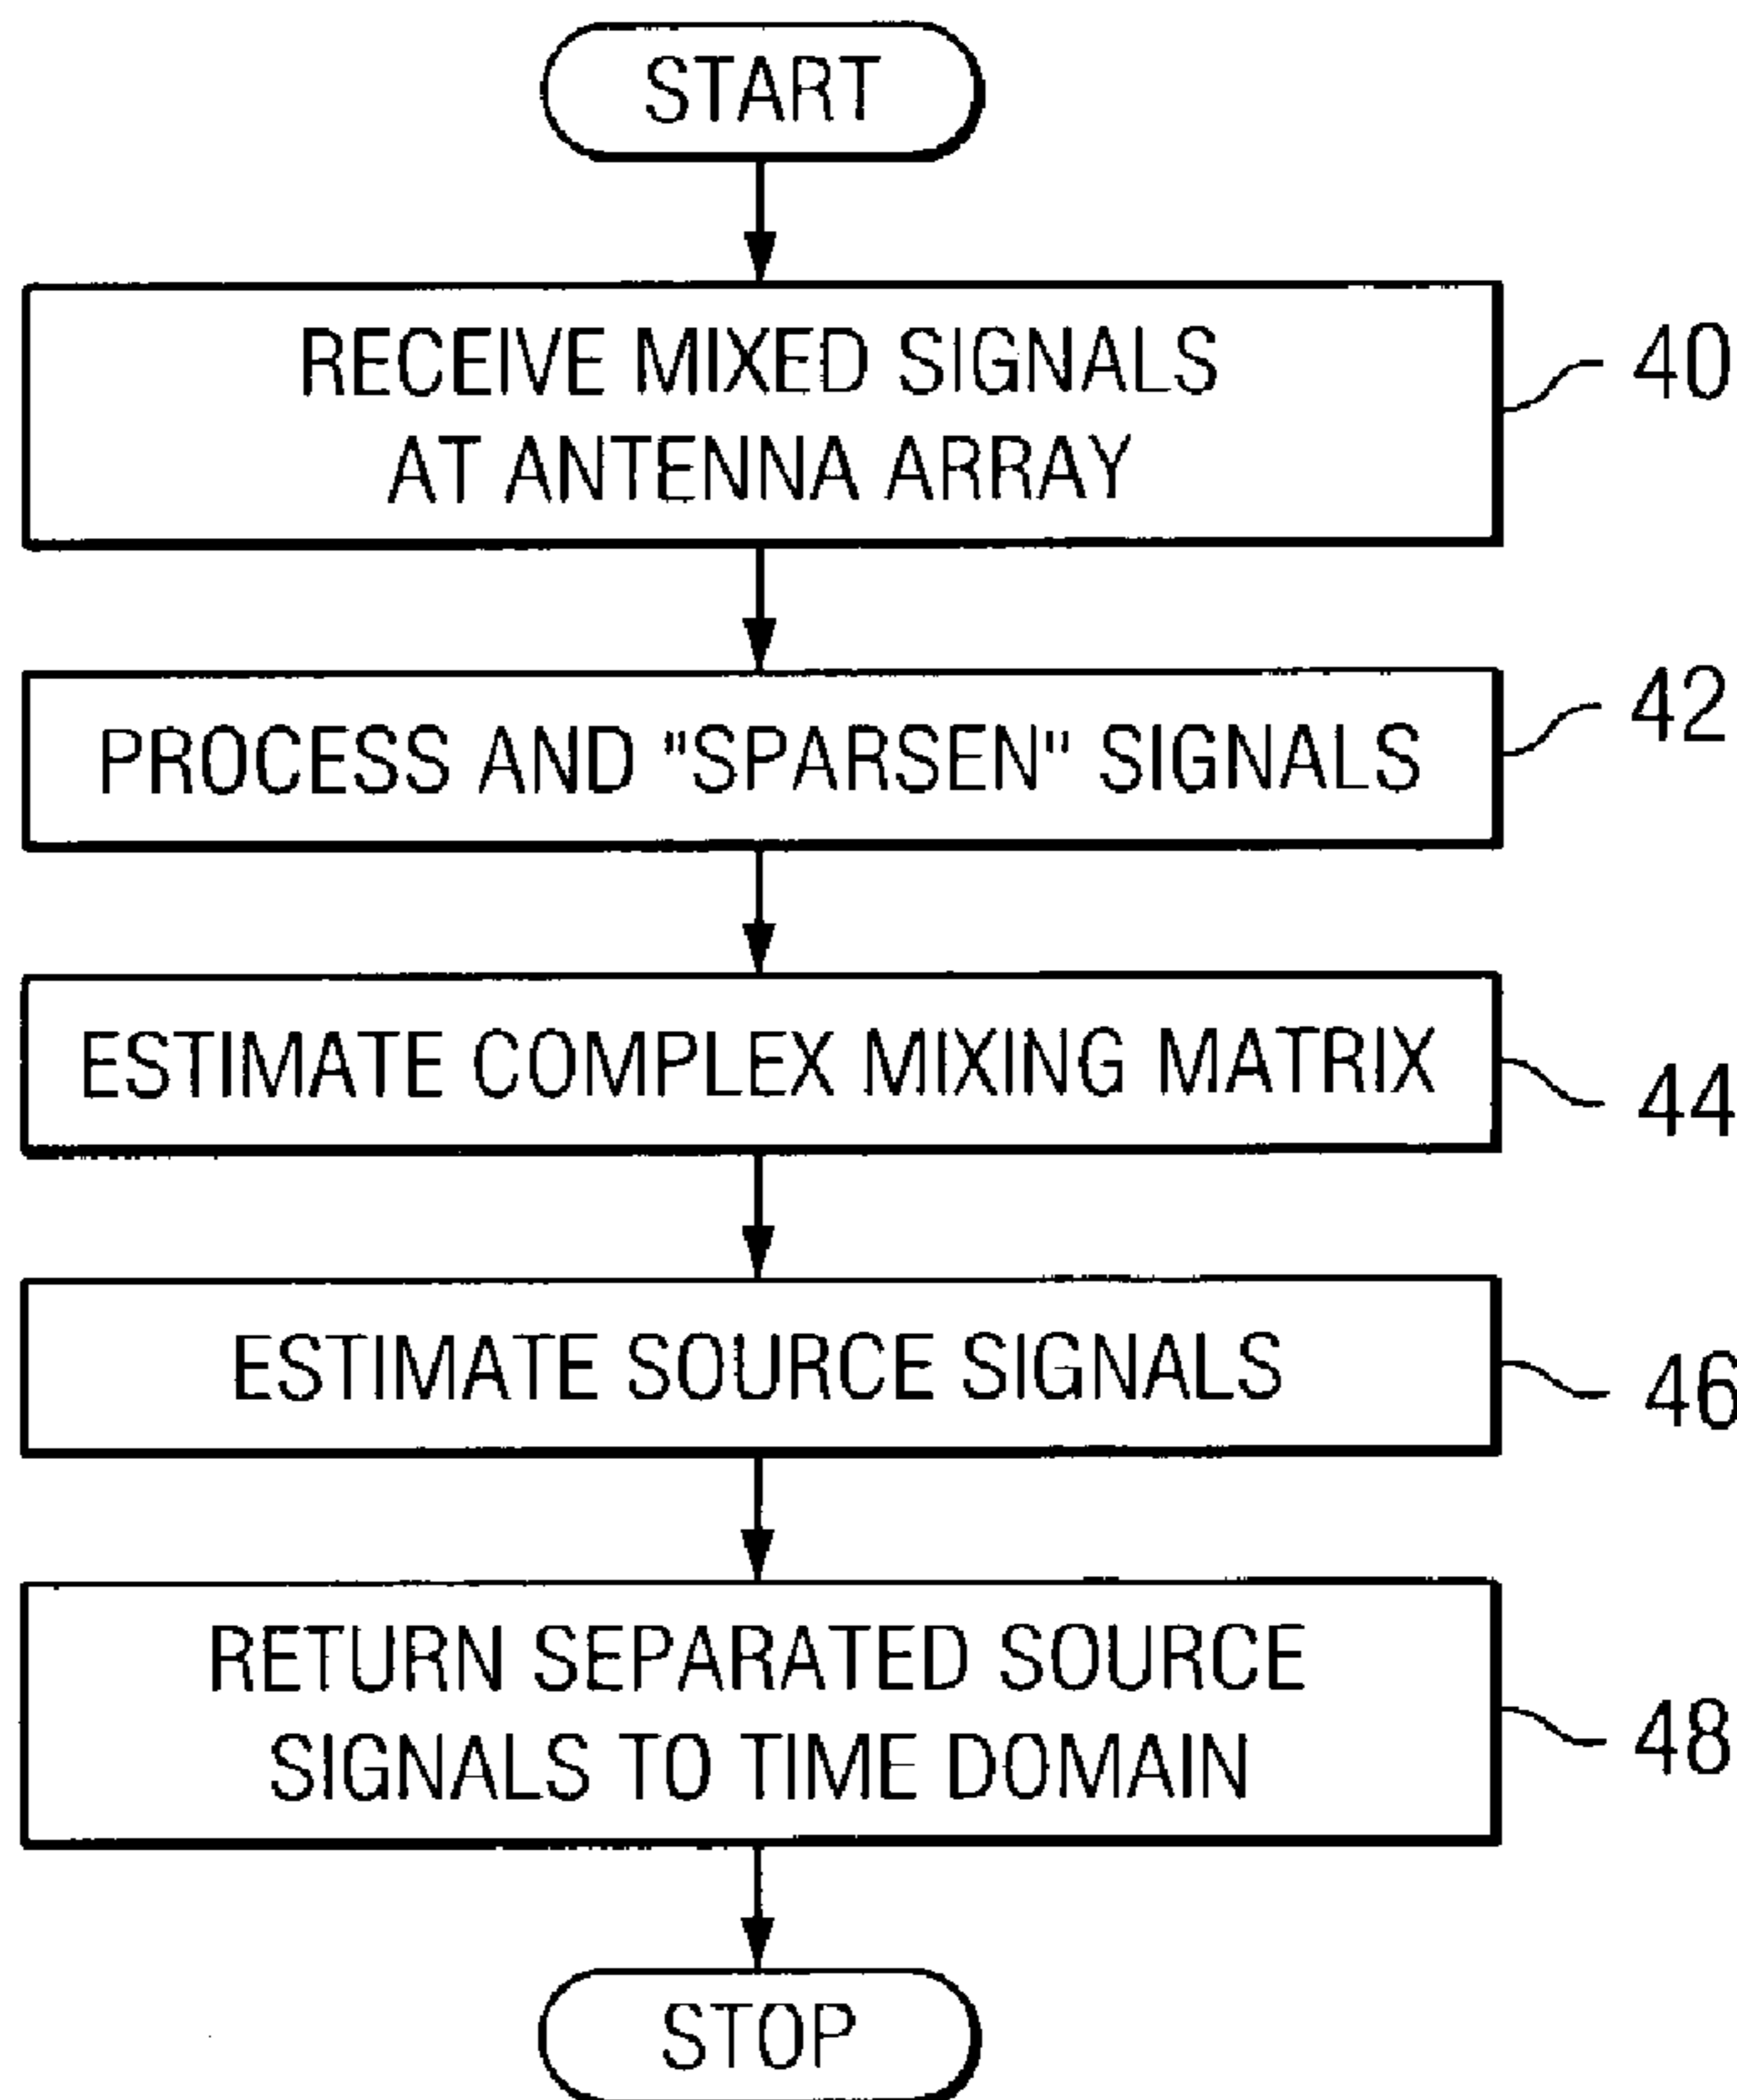 START
RECEIVE MIXED SIGNALS
AT ANTENNA ARRAY
40
PROCESS AND "SPARSEN" SIGNALS
42
ESTIMATE COMPLEX MIXING MATRIX
44
ESTIMATE SOURCE SIGNALS
46
RETURN SEPARATED SOURCE
SIGNALS TO TIME DOMAIN
48
STOP